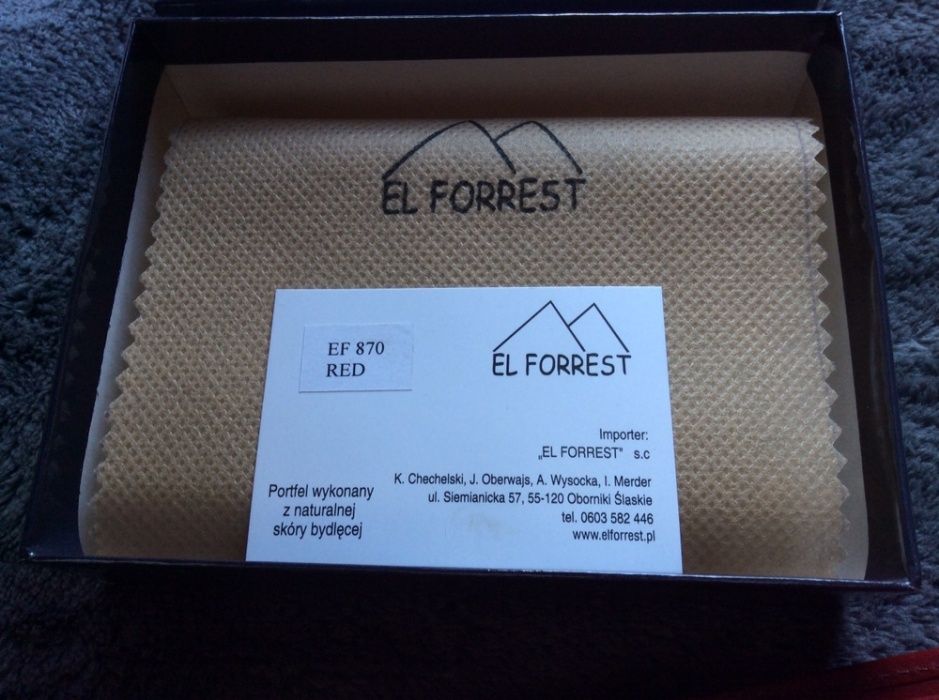 EL FORREST
EF 870
RED
EL FORREST
Importer:
„EL FORREST" s.c
K. Chechelski, J. Oberwajs, A. Wysocka, I. Merder
ul. Siemianicka 57, 55-120 Oborniki Śląskie
tel. 0603 582 446
www.elforrest.pl
Portfel wykonany
z naturalnej
skóry bydlęcej